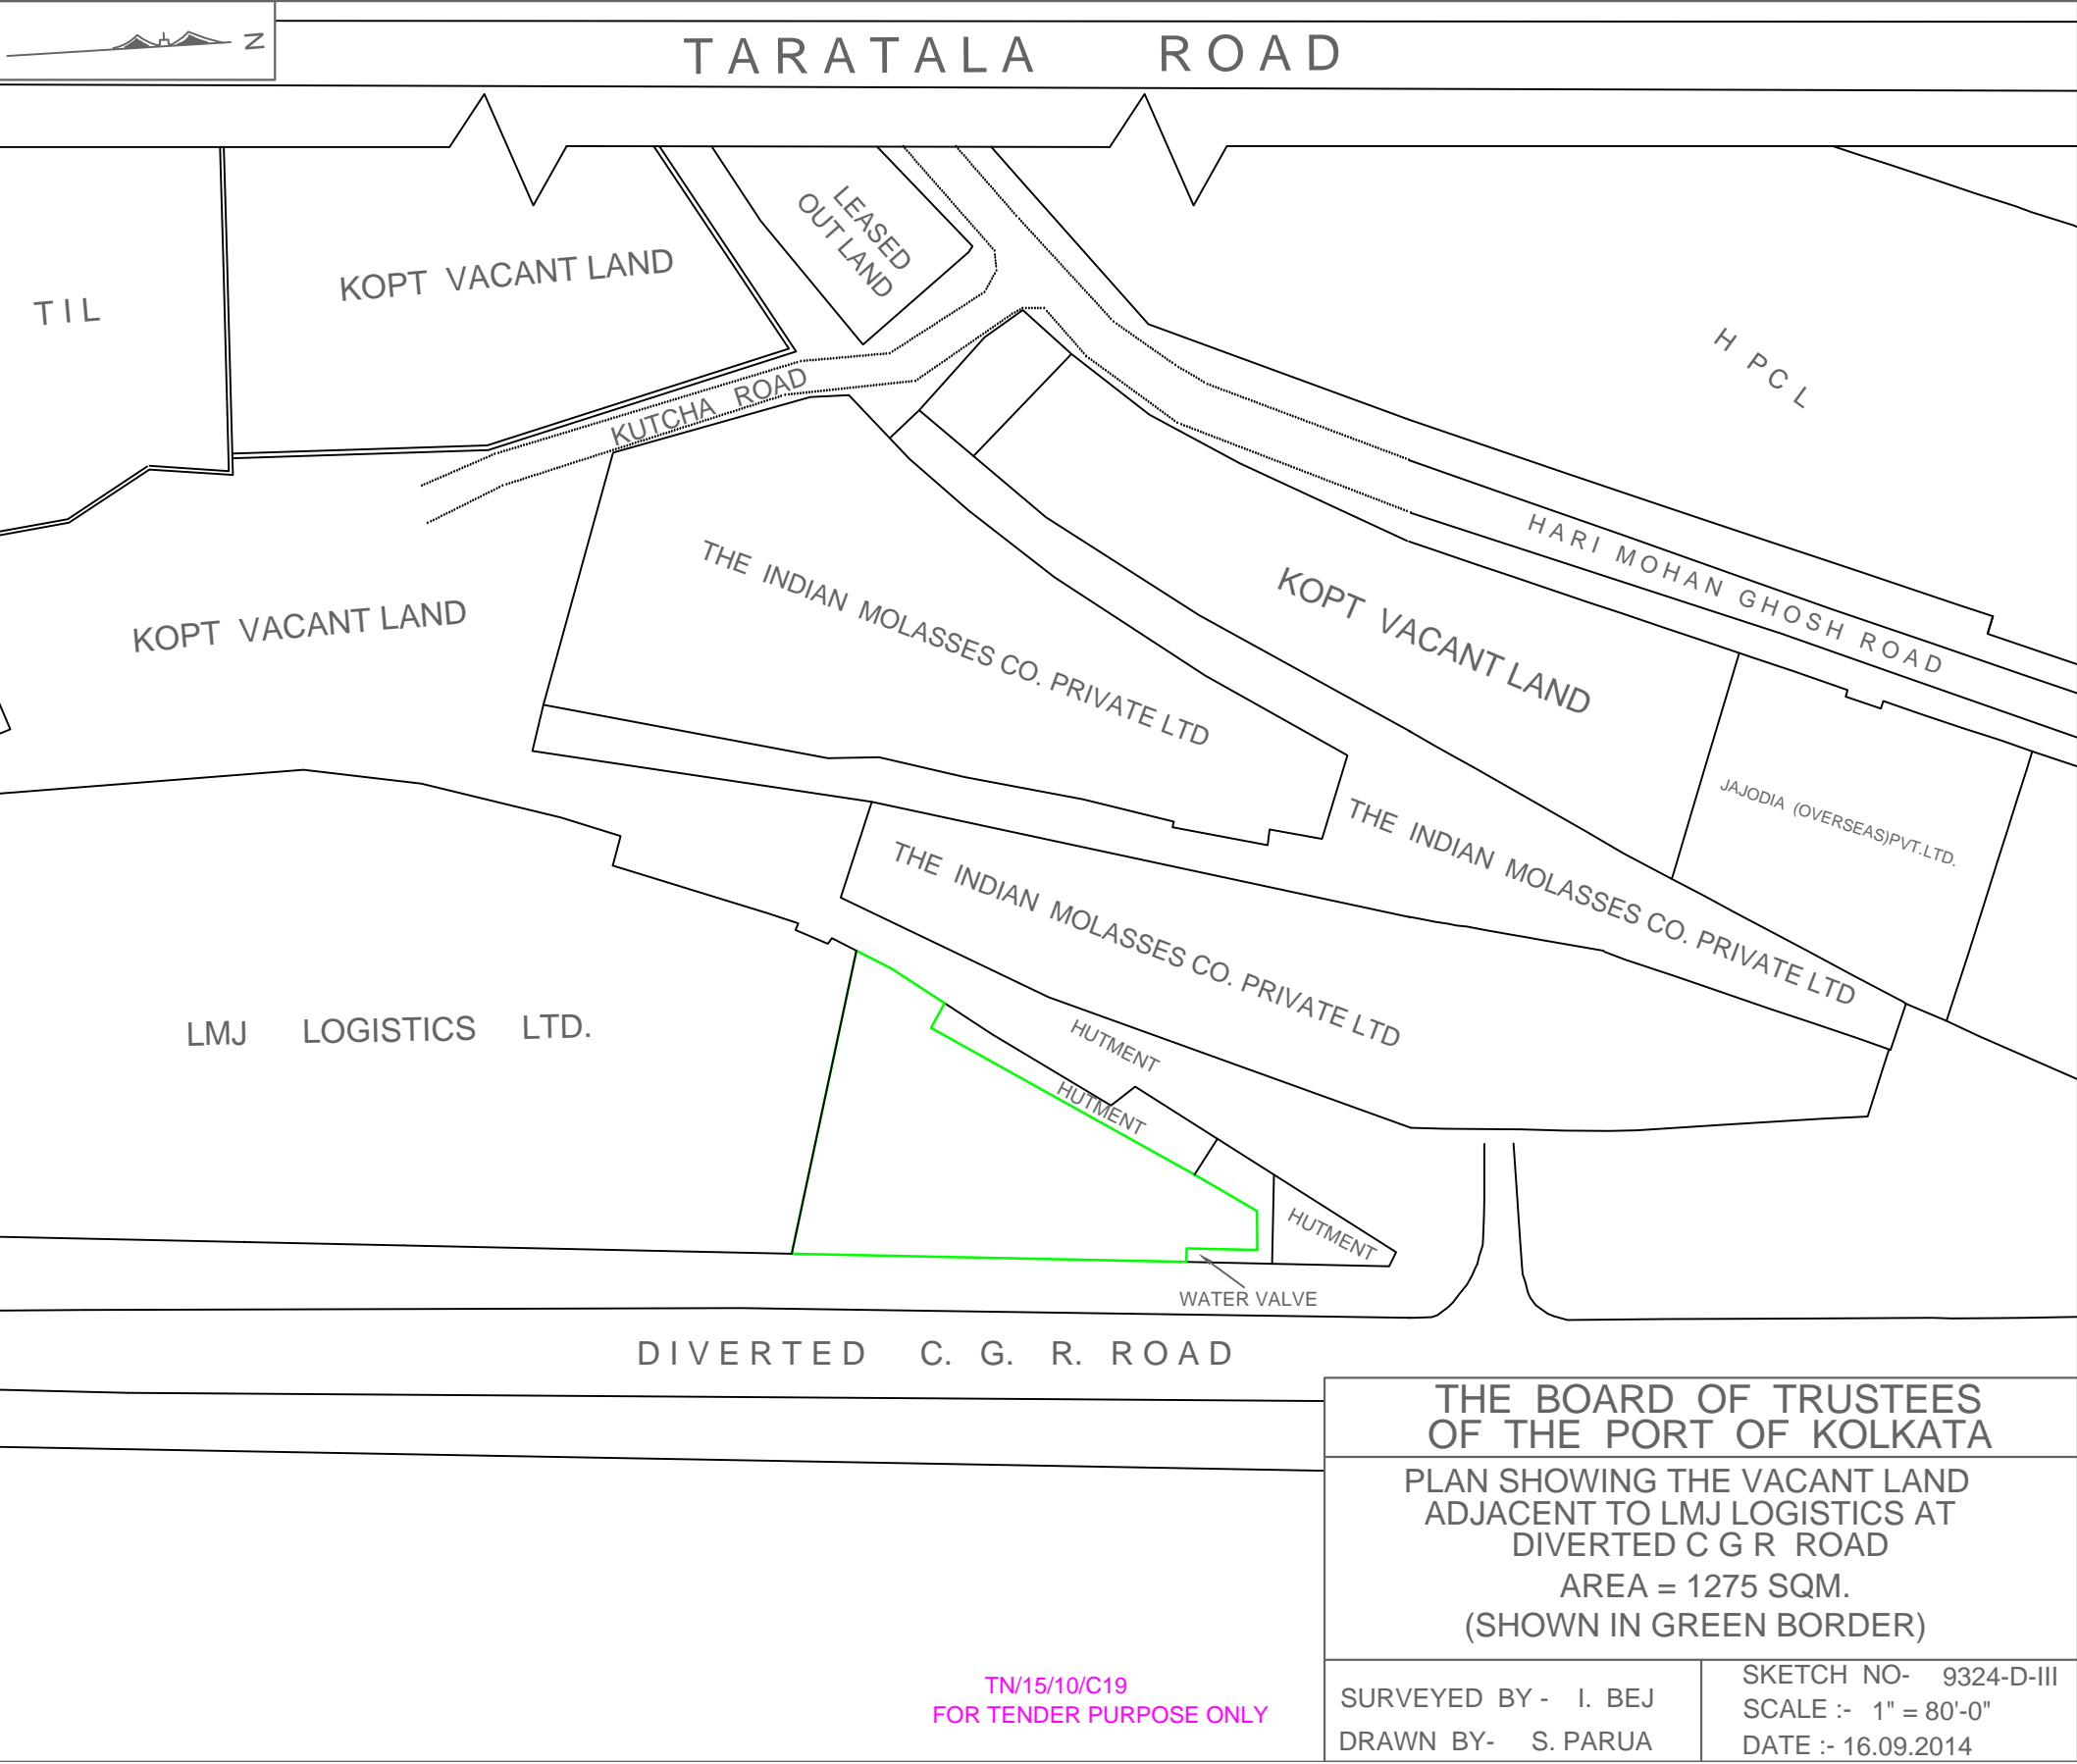 N
TARATALA ROAD
LEASED
OUT LAND
KOPT VACANT LAND
TIL
H PCL
KUTCHA ROAD
HARI MOHAN GHOSH ROAD
THE INDIAN MOLASSES CO. PRIVATE LTD
KOPT VACANT LAND
KOPT VACANT LAND
JAJODIA (OVERSEAS)PVT.LTD.
THE INDIAN MOLASSES CO. PRIVATE LTD
THE INDIAN MOLASSES CO. PRIVATE LTD
LMJ LOGISTICS LTD.
HUTMENT
HUTMENT
HUTMENT
WATER VALVE
DIVERTED C. G. R. ROAD
THE BOARD OF TRUSTEES
OF THE PORT OF KOLKATA
PLAN SHOWING THE VACANT LAND
ADJACENT TO LMJ LOGISTICS AT
DIVERTED C G R ROAD
AREA = 1275 SQM.
(SHOWN IN GREEN BORDER)
TN/15/10/C19
FOR TENDER PURPOSE ONLY
SURVEYED BY - I. BEJ
DRAWN BY- S. PARUA
SKETCH NO- 9324-D-III
SCALE :- 1" = 80'-0"
DATE :- 16.09.2014